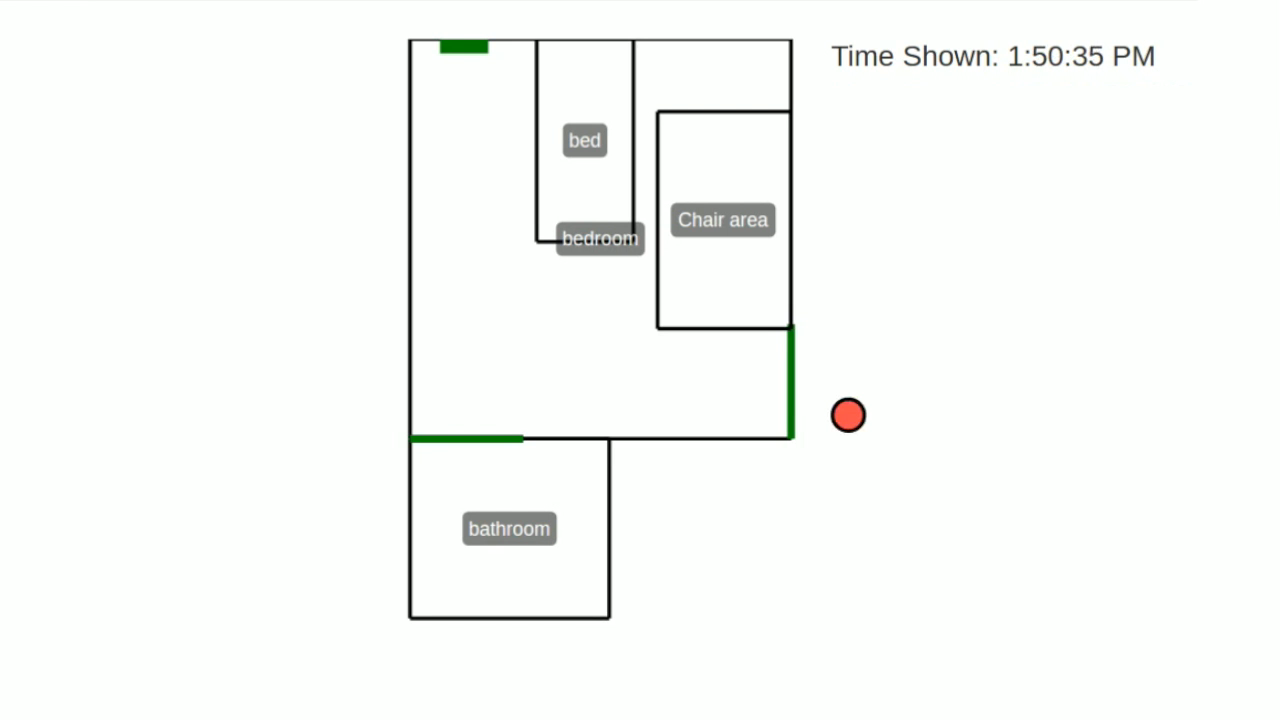 Time Shown: 1:50:35 PM
bed
Chair area
bedroom
bathroom